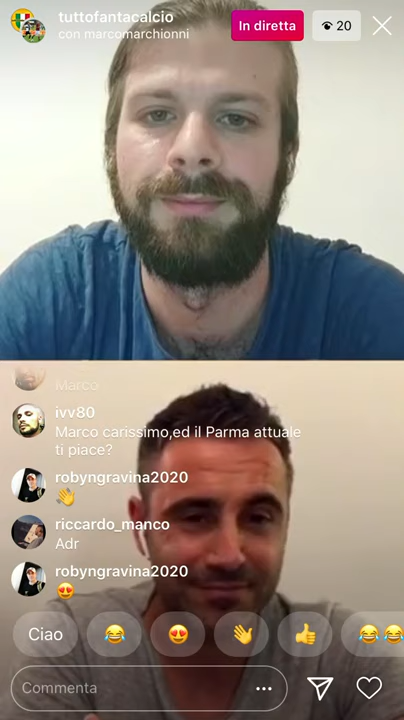 tuttofantacalcio
con marcomarchionni
In diretta
20
Marco
ivv80
Marco carissimo,ed il Parma attuale
ti piace?
robyngravina2020
👋
riccardo_manco
Adr
robyngravina2020
😍
Ciao 😂 😍 👋 👍 😂😂
Commenta